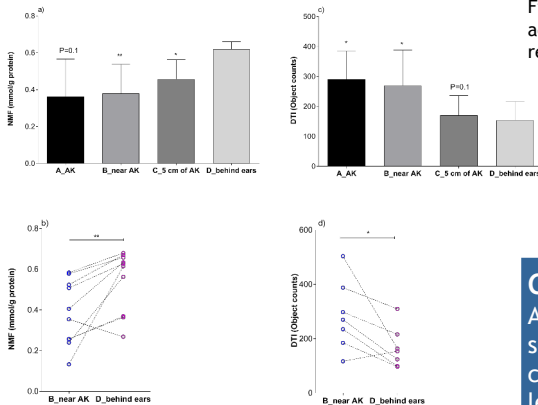 a)
NMF (mmol/g protein)
0.8
0.6
0.4
0.2
0.0
P=0.1
**
*
A_AK
B_near AK
C_5 cm of AK
D_behind ears
c)
DTI (Object counts)
500
400
300
200
100
0
*
*
P=0.1
A_AK
B_near AK
C_5 cm of AK
D_behind ears
b)
NMF (mmol/g protein)
0.8
0.6
0.4
0.2
0.0
**
B_near AK
D_behind ears
d)
DTI (Object counts)
600
400
200
0
*
B_near AK
D_behind ears
F
a
re
A
s
c